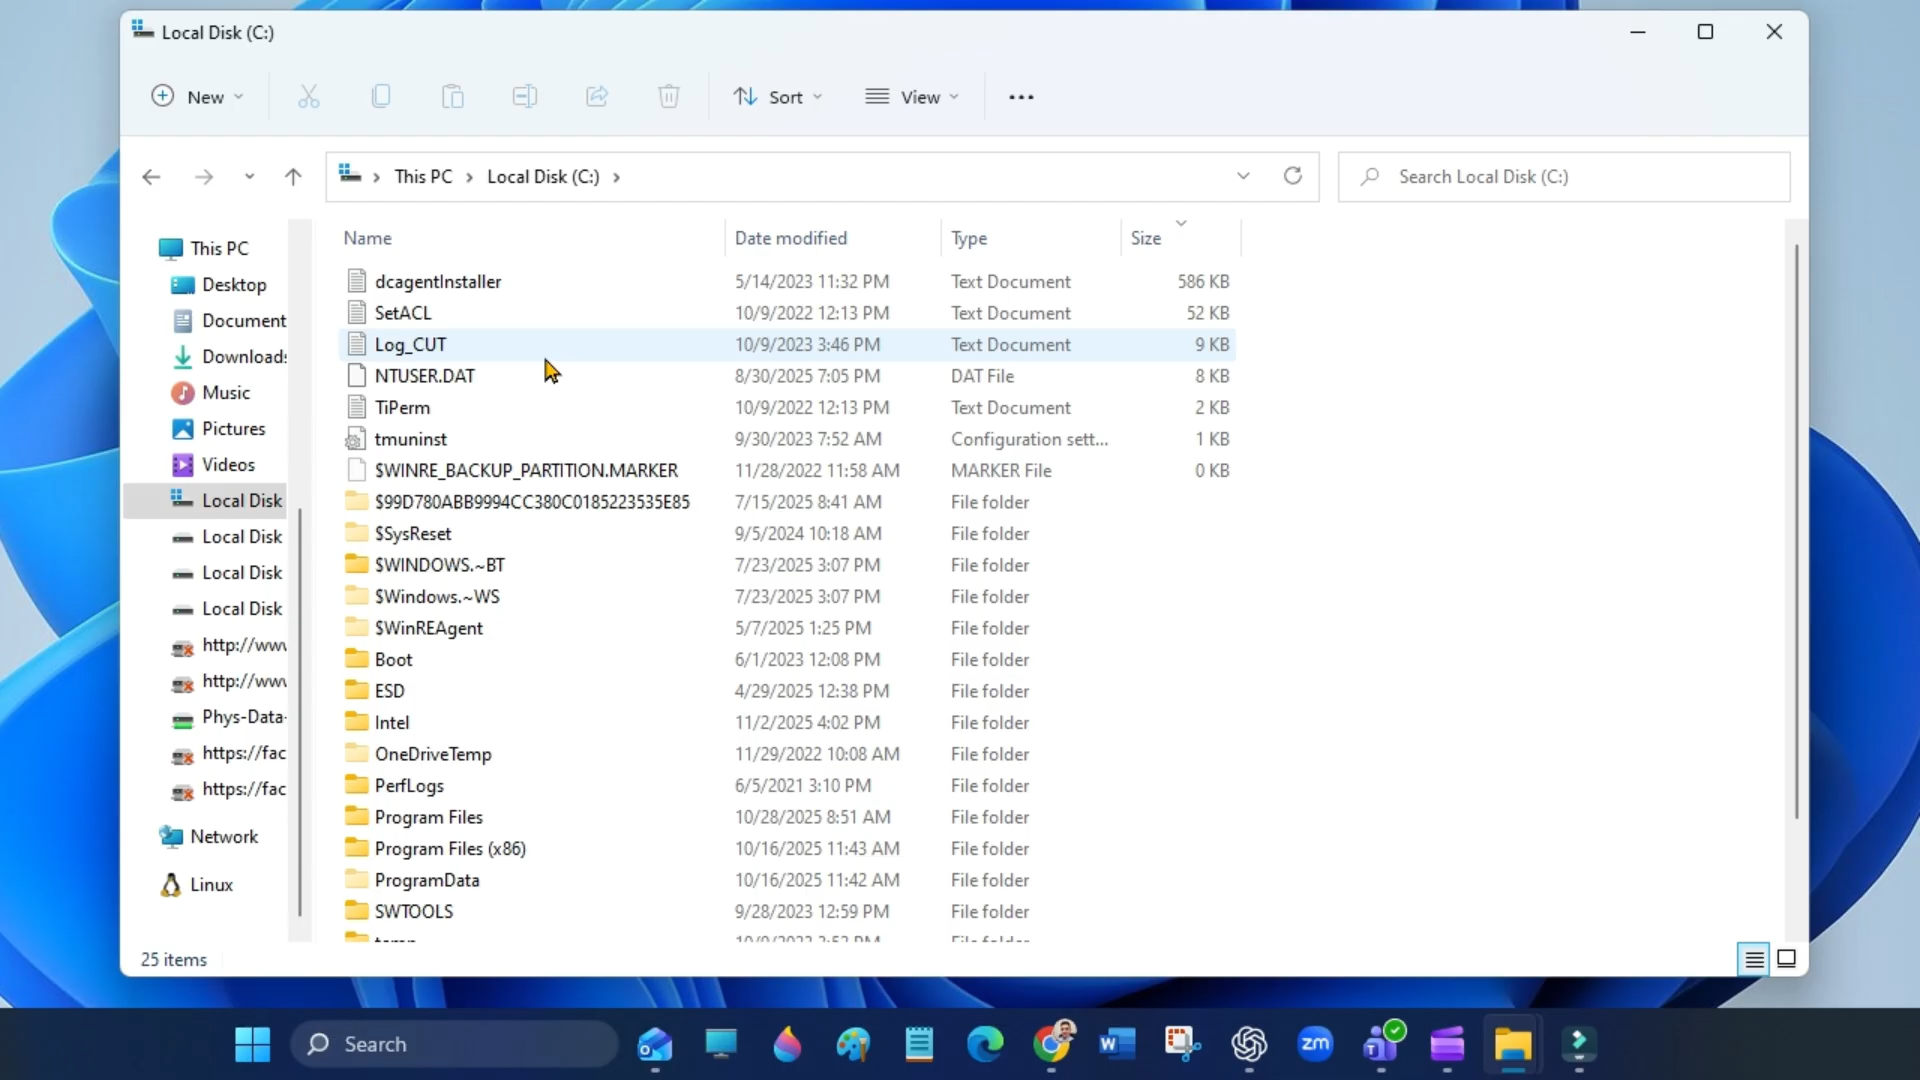 Local Disk (C:)
New
Sort
View
This PC
Local Disk (C:)
Search Local Disk (C:)
This PC
Desktop
Document
Downloads
Music
Pictures
Videos
Local Disk
Local Disk
Local Disk
Local Disk
http://www
http://www
Phys-Data-
https://fac
https://fac
Network
Linux
Name Date modified Type Size
dcagentInstaller 5/14/2023 11:32 PM Text Document 586 KB
SetACL 10/9/2022 12:13 PM Text Document 52 KB
Log_CUT 10/9/2023 3:46 PM Text Document 9 KB
NTUSER.DAT 8/30/2025 7:05 PM DAT File 8 KB
TiPerm 10/9/2022 12:13 PM Text Document 2 KB
tmuninst 9/30/2023 7:52 AM Configuration sett... 1 KB
$WINRE_BACKUP_PARTITION.MARKER 11/28/2022 11:58 AM MARKER File 0 KB
$99D780ABB9994CC380C0185223535E85 7/15/2025 8:41 AM File folder
$SysReset 9/5/2024 10:18 AM File folder
$WINDOWS.~BT 7/23/2025 3:07 PM File folder
$Windows.~WS 7/23/2025 3:07 PM File folder
$WinREAgent 5/7/2025 1:25 PM File folder
Boot 6/1/2023 12:08 PM File folder
ESD 4/29/2025 12:38 PM File folder
Intel 11/2/2025 4:02 PM File folder
OneDriveTemp 11/29/2022 10:08 AM File folder
PerfLogs 6/5/2021 3:10 PM File folder
Program Files 10/28/2025 8:51 AM File folder
Program Files (x86) 10/16/2025 11:43 AM File folder
ProgramData 10/16/2025 11:42 AM File folder
SWTOOLS 9/28/2023 12:59 PM File folder
25 items
Search
zm